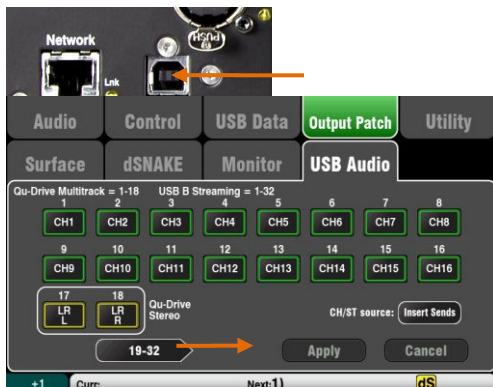 Network
PUSH
Lnk
Audio Control USB Data Output Patch Utility
Surface dSNAKE Monitor USB Audio
Qu-Drive Multitrack = 1-18 USB B Streaming = 1-32
1 2 3 4 5 6 7 8
CH1 CH2 CH3 CH4 CH5 CH6 CH7 CH8
9 10 11 12 13 14 15 16
CH9 CH10 CH11 CH12 CH13 CH14 CH15 CH16
17 18
LR L LR R Qu-Drive Stereo
CH/ST source: Insert Sends
19-32 Apply Cancel
+1 Curr: Next:1) dS